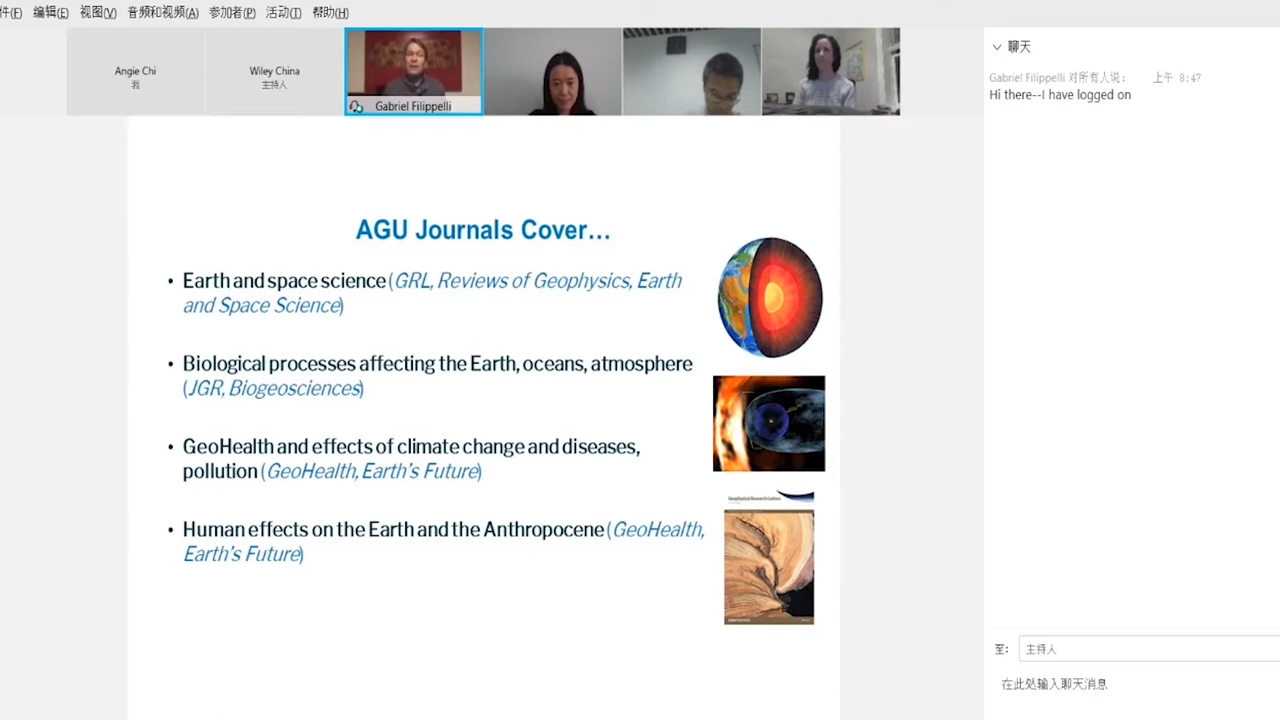 件(F) 编辑(E) 视图(V) 音频和视频(A) 参加者(P) 活动(T) 帮助(H)
Angie Chi
我
Wiley China
主持人
Gabriel Filippelli
AGU Journals Cover…
• Earth and space science (GRL, Reviews of Geophysics, Earth
and Space Science)
• Biological processes affecting the Earth, oceans, atmosphere
(JGR, Biogeosciences)
• GeoHealth and effects of climate change and diseases,
pollution (GeoHealth, Earth's Future)
• Human effects on the Earth and the Anthropocene (GeoHealth,
Earth's Future)
Geophysical Research Letters
聊天
Gabriel Filippelli 对所有人说: 上午 8:47
Hi there--I have logged on
至: 主持人
在此处输入聊天消息